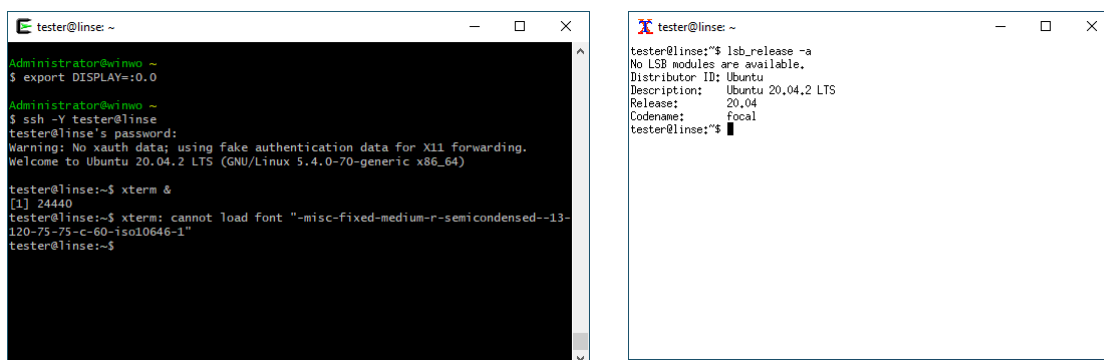 tester@linse: ~
Administrator@winwo ~
$ export DISPLAY=:0.0
Administrator@winwo ~
$ ssh -Y tester@linse
tester@linse's password:
Warning: No xauth data; using fake authentication data for X11 forwarding.
Welcome to Ubuntu 20.04.2 LTS (GNU/Linux 5.4.0-70-generic x86_64)
tester@linse:~$ xterm &
[1] 24440
tester@linse:~$ xterm: cannot load font "-misc-fixed-medium-r-semicondensed--13-
120-75-75-c-60-iso10646-1"
tester@linse:~$
tester@linse: ~
tester@linse:~$ lsb_release -a
No LSB modules are available.
Distributor ID: Ubuntu
Description: Ubuntu 20.04.2 LTS
Release: 20.04
Codename: focal
tester@linse:~$